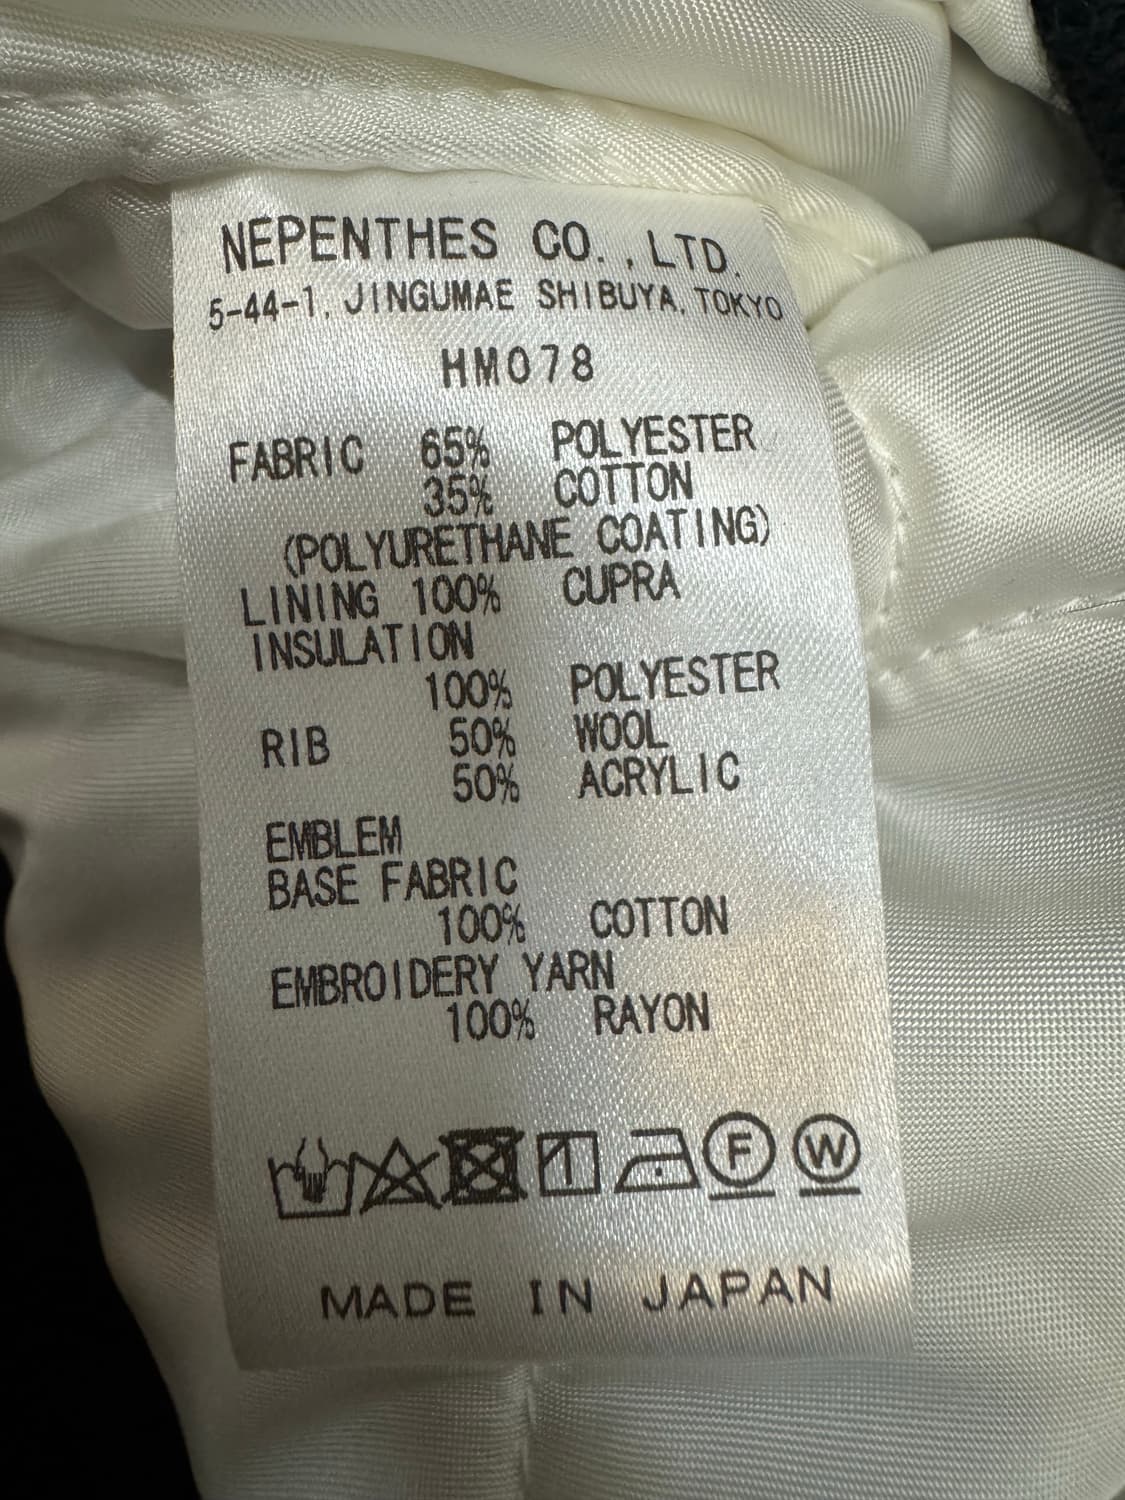 NEPENTHES CO., LTD.
5-44-1, JINGUMAE SHIBUYA, TOKYO
HM078
FABRIC 65% POLYESTER
35% COTTON
(POLYURETHANE COATING)
LINING 100% CUPRA
INSULATION
100% POLYESTER
RIB 50% WOOL
50% ACRYLIC
EMBLEM
BASE FABRIC
100% COTTON
EMBROIDERY YARN
100% RAYON
F W
MADE IN JAPAN